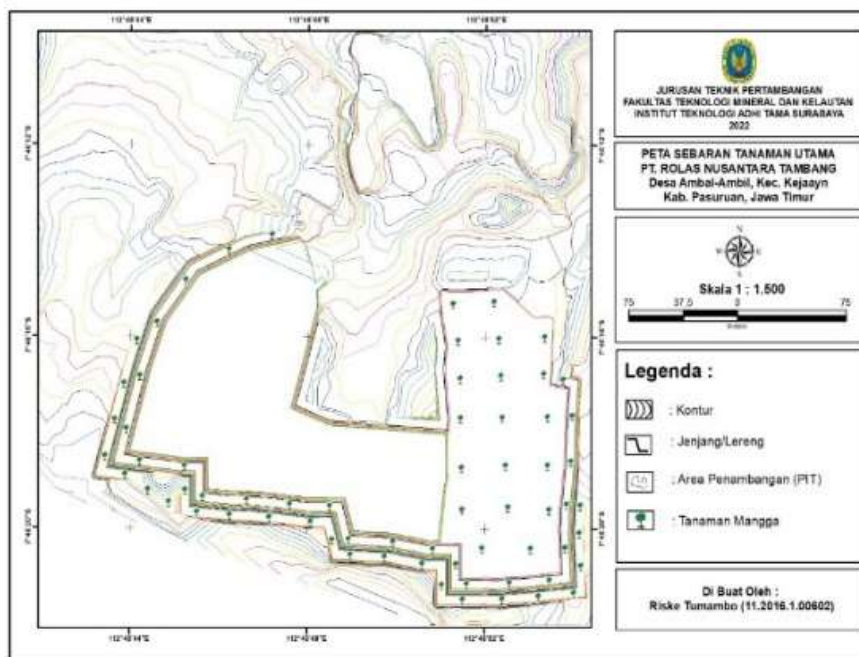 JURUSAN TEKNIK PERTAMBANGAN
FAKULTAS TEKNOLOGI MINERAL DAN KELAUTAN
INSTITUT TEKNOLOGI ADHI TAMA SURABAYA
2022
PETA SEBARAN TANAMAN UTAMA
PT. ROLAS NUSANTARA TAMBANG
Desa Ambal-Ambil, Kec. Kejaayn
Kab. Pasuruan, Jawa Timur
N
W E
S
Skala 1 : 1.500
75 37,5 0 75
Legenda :
: Kontur
: Jenjang/Lereng
: Area Penambangan (PIT)
: Tanaman Mangga
Di Buat Oleh :
Riske Tumambo (11.2016.1.00602)